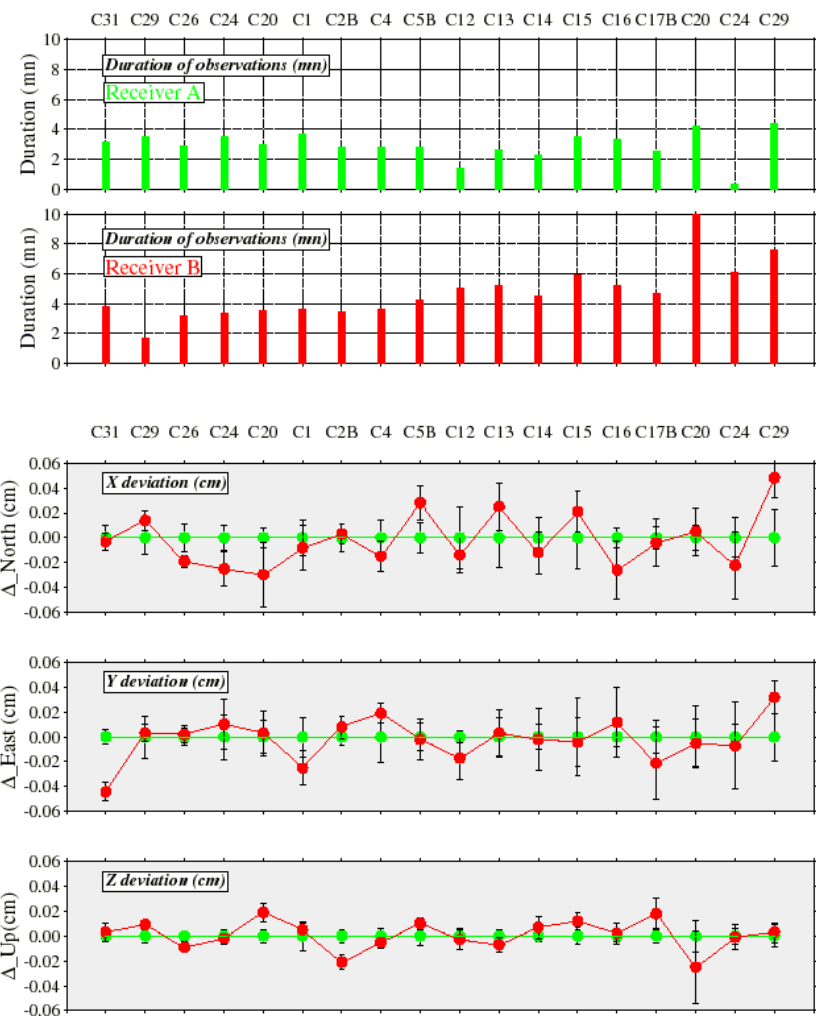 C31 C29 C26 C24 C20 C1 C2B C4 C5B C12 C13 C14 C15 C16 C17B C20 C24 C29
10
8
6
4
2
0
Duration (mn)
Duration of observations (mn)
Receiver A
10
8
6
4
2
0
Duration (mn)
Duration of observations (mn)
Receiver B
C31 C29 C26 C24 C20 C1 C2B C4 C5B C12 C13 C14 C15 C16 C17B C20 C24 C29
0.06
0.04
0.02
0.00
-0.02
-0.04
-0.06
Δ_North (cm)
X deviation (cm)
0.06
0.04
0.02
0.00
-0.02
-0.04
-0.06
Δ_East (cm)
Y deviation (cm)
0.06
0.04
0.02
0.00
-0.02
-0.04
-0.06
Δ_Up(cm)
Z deviation (cm)